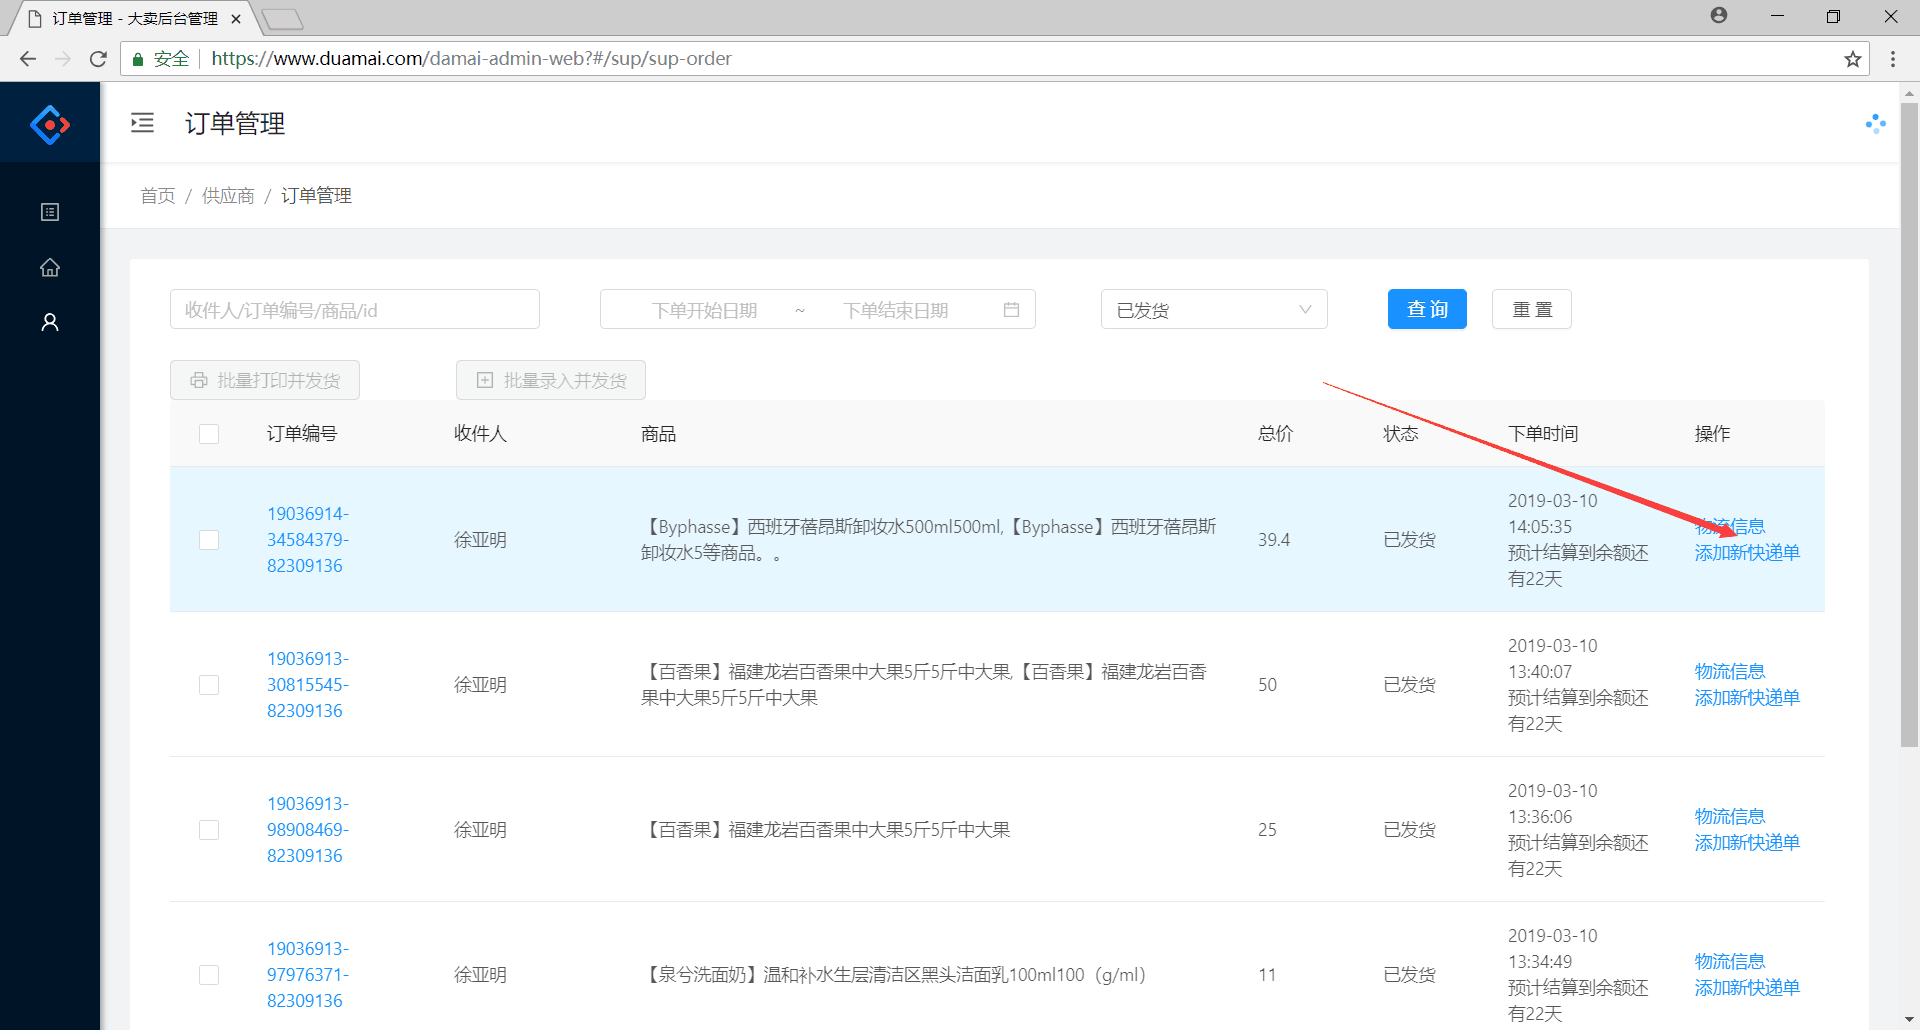 订单管理 - 大卖后台管理
安全
https://www.duamai.com/damai-admin-web?#/sup/sup-order
订单管理
首页 / 供应商 / 订单管理
收件人/订单编号/商品/id
下单开始日期 ~ 下单结束日期
已发货
查 询
重 置
批量打印并发货
批量录入并发货
订单编号 收件人 商品 总价 状态 下单时间 操作
19036914-
34584379-
82309136
徐亚明
【Byphasse】西班牙蓓昂斯卸妆水500ml500ml,【Byphasse】西班牙蓓昂斯
卸妆水5等商品。。
39.4
已发货
2019-03-10
14:05:35
预计结算到余额还
有22天
物流信息
添加新快递单
19036913-
30815545-
82309136
徐亚明
【百香果】福建龙岩百香果中大果5斤5斤中大果,【百香果】福建龙岩百香
果中大果5斤5斤中大果
50
已发货
2019-03-10
13:40:07
预计结算到余额还
有22天
物流信息
添加新快递单
19036913-
98908469-
82309136
徐亚明
【百香果】福建龙岩百香果中大果5斤5斤中大果
25
已发货
2019-03-10
13:36:06
预计结算到余额还
有22天
物流信息
添加新快递单
19036913-
97976371-
82309136
徐亚明
【泉兮洗面奶】温和补水生层清洁区黑头洁面乳100ml100（g/ml）
11
已发货
2019-03-10
13:34:49
预计结算到余额还
有22天
物流信息
添加新快递单